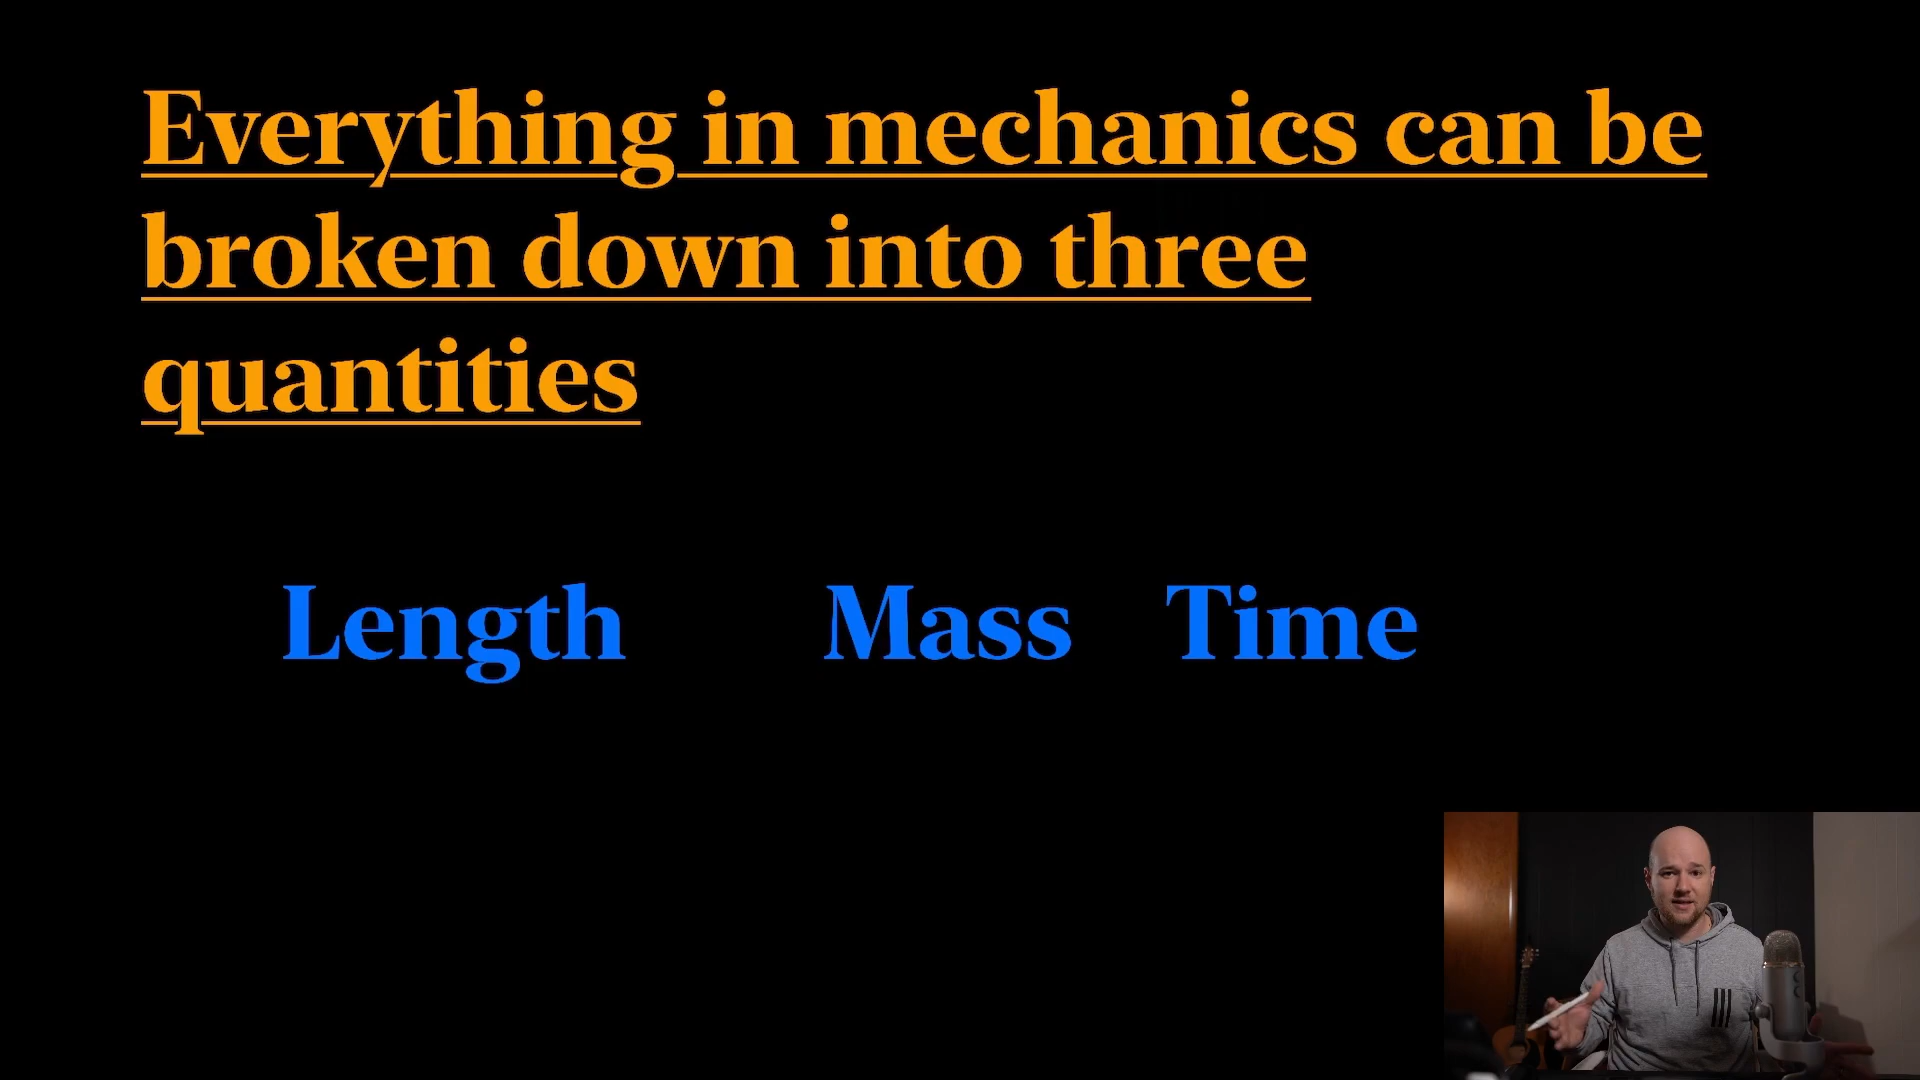 Everything in mechanics can be
broken down into three
quantities
Length Mass Time